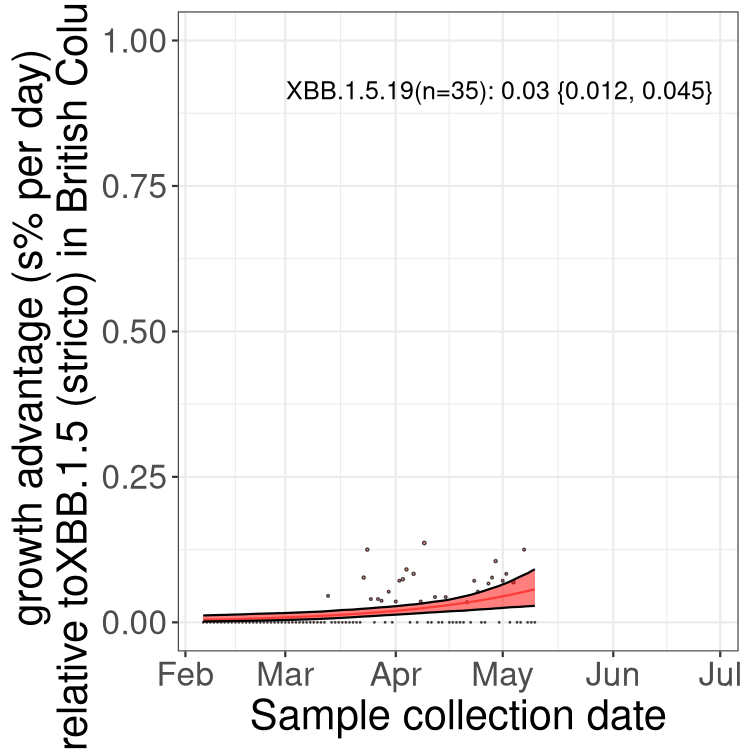 growth advantage (s% per day)
relative toXBB.1.5 (stricto) in British Colu
1.00
0.75
0.50
0.25
0.00
XBB.1.5.19(n=35): 0.03 {0.012, 0.045}
Feb Mar Apr May Jun Jul
Sample collection date